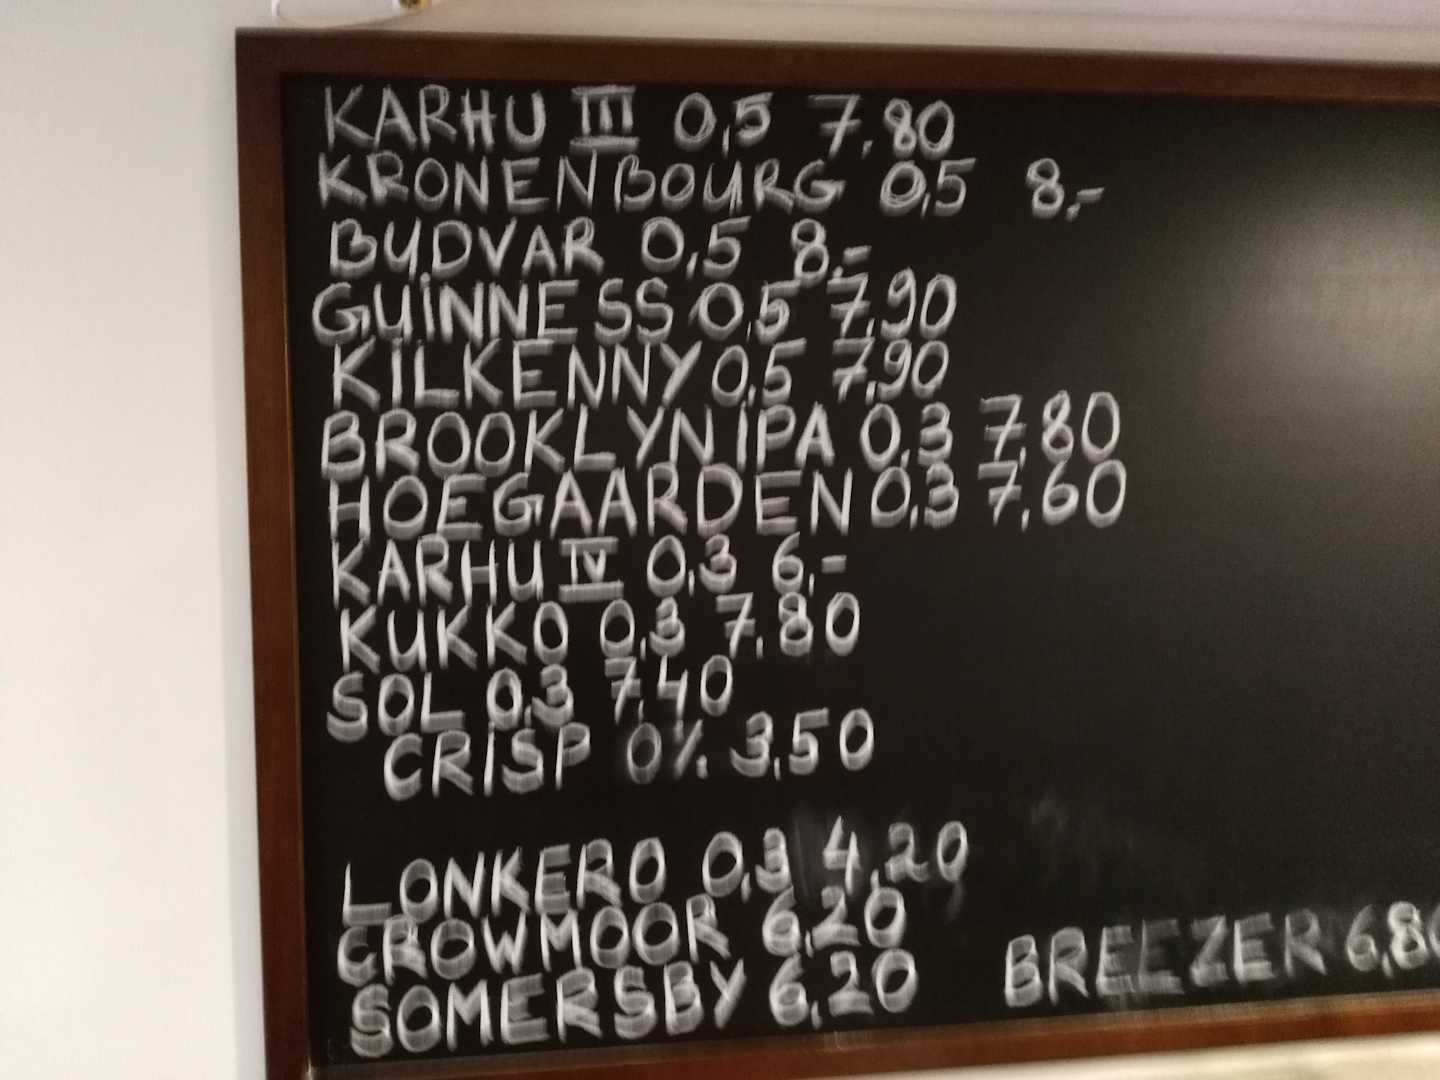 KARHU III 0,5 7,80
KRONENBOURG 0,5 8,-
BUDVAR 0,5 8,-
GUINNESS 0,5 7,90
KILKENNY 0,5 7,90
BROOKLYN IPA 0,3 7,80
HOEGAARDEN 0,3 7,60
KARHU IV 0,3 6,-
KUKKO 0,3 7,80
SOL 0,3 7,40
CRISP 0% 3,50
LONKERO 0,3 4,20
CROWMOOR 6,20
SOMERSBY 6,20
BREEZER 6,80